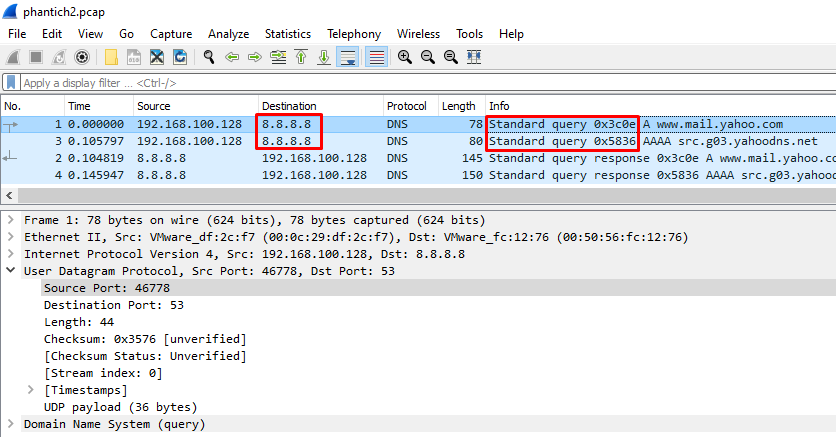 phantich2.pcap
File Edit View Go Capture Analyze Statistics Telephony Wireless Tools Help
Apply a display filter ... <Ctrl-/>
No. Time Source Destination Protocol Length Info
1 0.000000 192.168.100.128 8.8.8.8 DNS 78 Standard query 0x3c0e A www.mail.yahoo.com
3 0.105797 192.168.100.128 8.8.8.8 DNS 80 Standard query 0x5836 AAAA src.g03.yahoodns.net
2 0.104819 8.8.8.8 192.168.100.128 DNS 145 Standard query response 0x3c0e A www.mail.yahoo.co
4 0.145947 8.8.8.8 192.168.100.128 DNS 150 Standard query response 0x5836 AAAA src.g03.yahood
Frame 1: 78 bytes on wire (624 bits), 78 bytes captured (624 bits)
Ethernet II, Src: VMware_df:2c:f7 (00:0c:29:df:2c:f7), Dst: VMware_fc:12:76 (00:50:56:fc:12:76)
Internet Protocol Version 4, Src: 192.168.100.128, Dst: 8.8.8.8
User Datagram Protocol, Src Port: 46778, Dst Port: 53
Source Port: 46778
Destination Port: 53
Length: 44
Checksum: 0x3576 [unverified]
[Checksum Status: Unverified]
[Stream index: 0]
[Timestamps]
UDP payload (36 bytes)
Domain Name System (query)